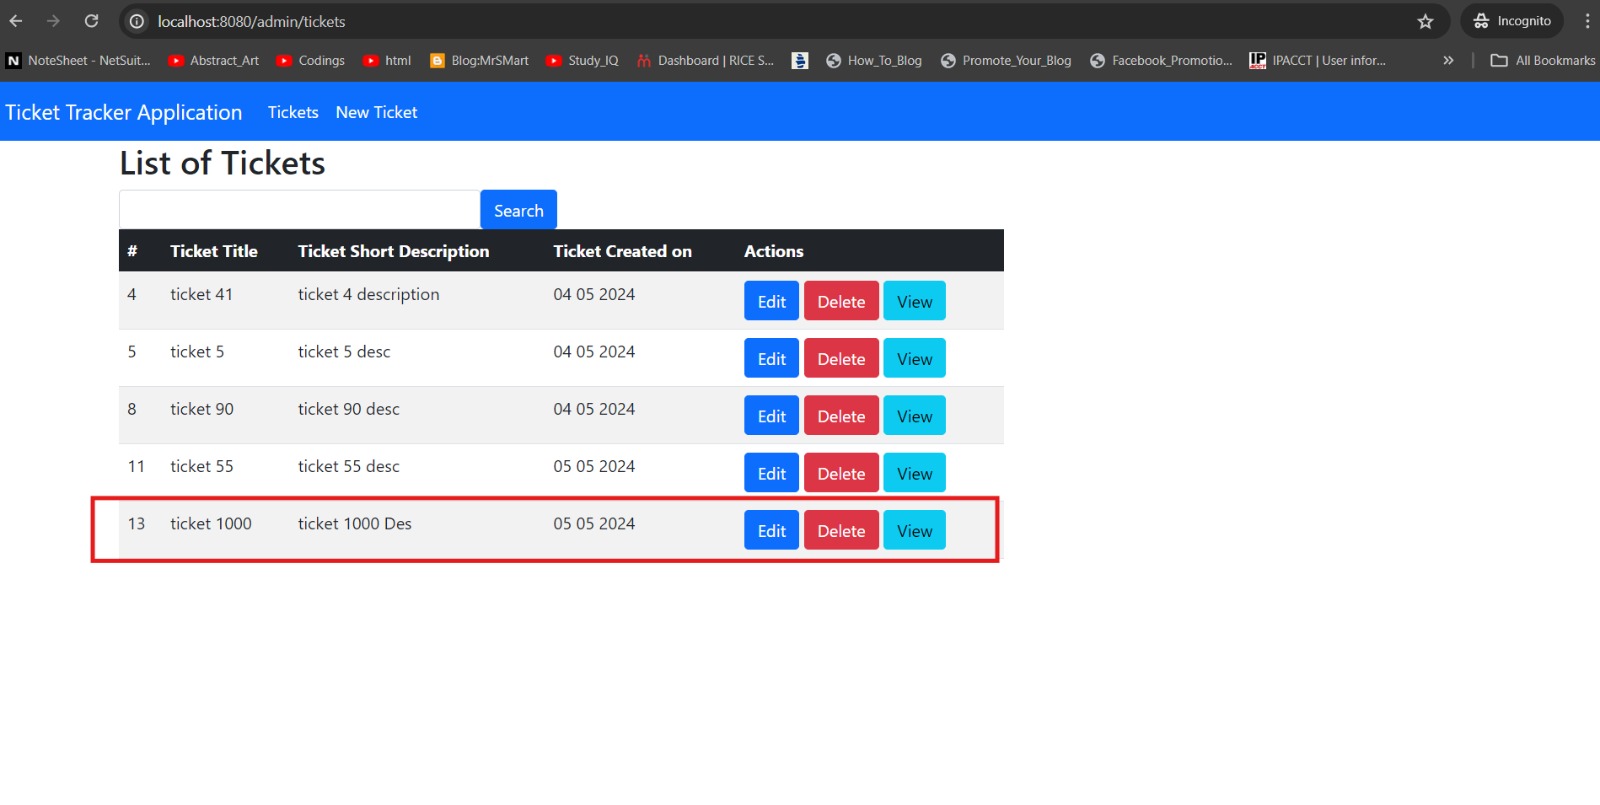 localhost:8080/admin/tickets
Incognito
NoteSheet - NetSuit... Abstract_Art Codings html Blog:MrSMart Study_IQ Dashboard | RICE S... How_To_Blog Promote_Your_Blog Facebook_Promotio... IPACCT | User infor... » All Bookmarks
Ticket Tracker Application Tickets New Ticket
List of Tickets
Search
# Ticket Title Ticket Short Description Ticket Created on Actions
4 ticket 41 ticket 4 description 04 05 2024 Edit Delete View
5 ticket 5 ticket 5 desc 04 05 2024 Edit Delete View
8 ticket 90 ticket 90 desc 04 05 2024 Edit Delete View
11 ticket 55 ticket 55 desc 05 05 2024 Edit Delete View
13 ticket 1000 ticket 1000 Des 05 05 2024 Edit Delete View